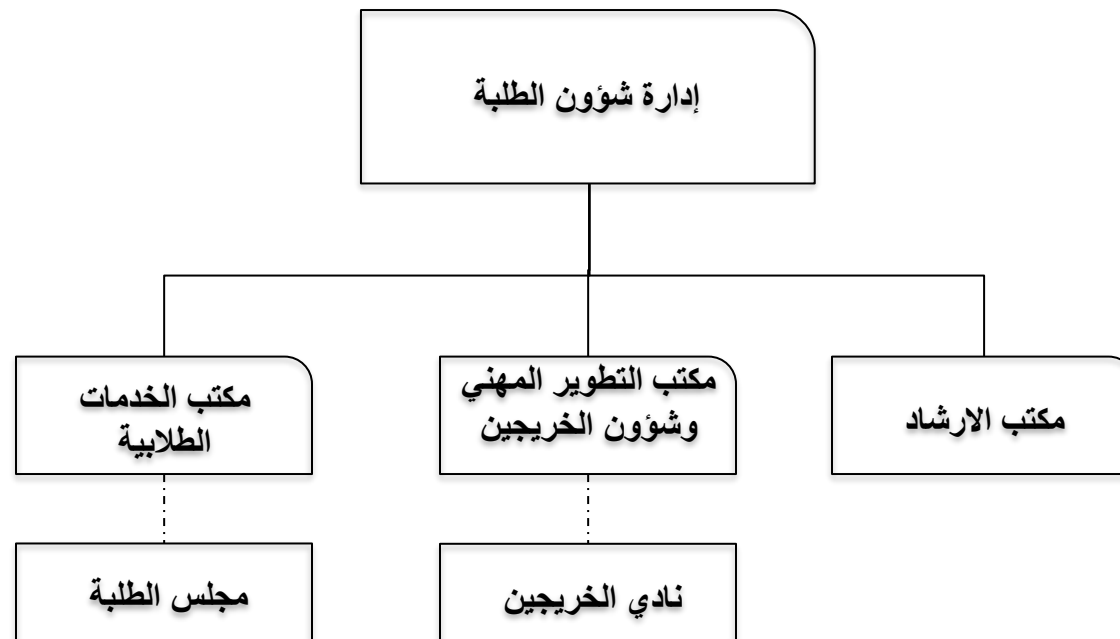 إدارة شؤون الطلبة
مكتب الارشاد
مكتب التطوير المهني
وشؤون الخريجين
مكتب الخدمات
الطلابية
نادي الخريجين
مجلس الطلبة